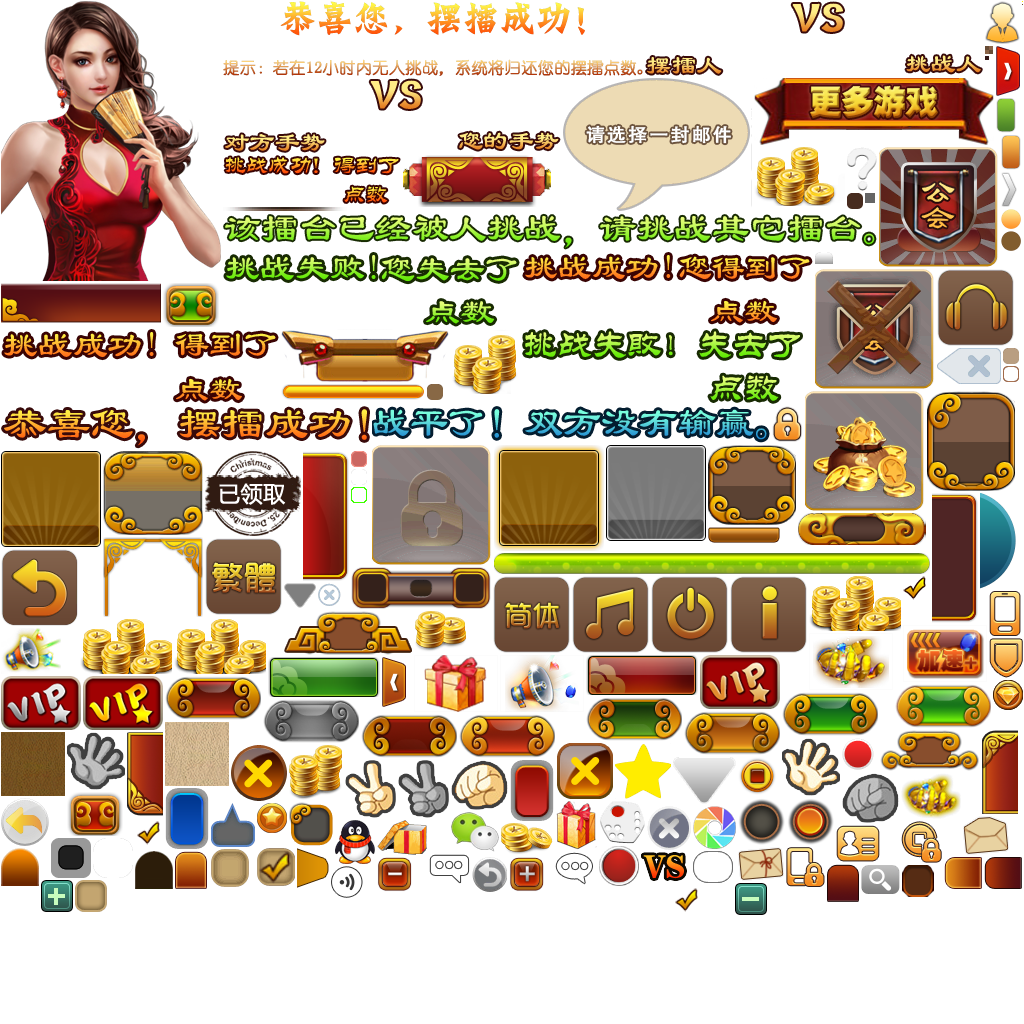 恭喜您，摆擂成功！
VS
提示：若在12小时内无人挑战，系统将归还您的摆擂点数。
摆擂人
挑战人
VS
更多游戏
请选择一封邮件
对方手势
您的手势
挑战成功！得到了
点数
公会
该擂台已经被人挑战，请挑战其它擂台。
挑战失败！您失去了
挑战成功！您得到了
点数
点数
挑战成功！得到了
挑战失败！失去了
公
点数
点数
恭喜您，摆擂成功！
战平了！双方没有输赢。
Christmas
已领取
25. December
繁體
简体
加速+
VIP
VIP
VIP
VS